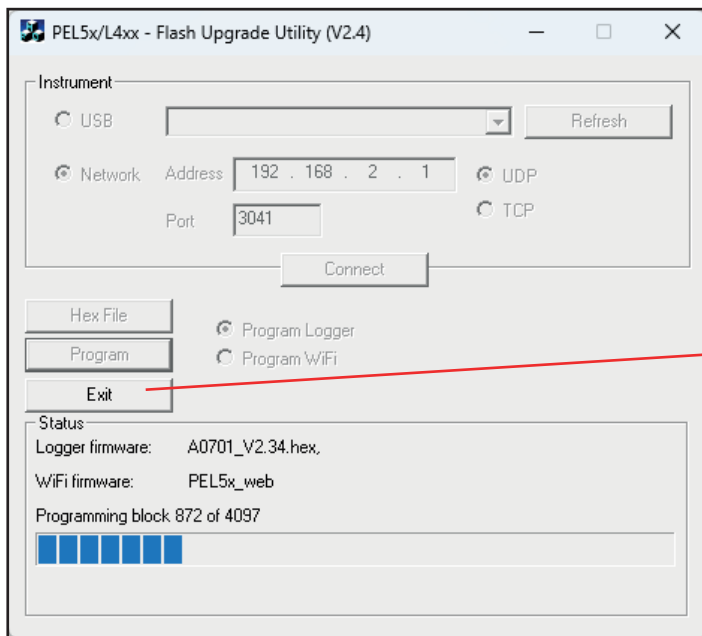 PEL5x/L4xx - Flash Upgrade Utility (V2.4)
Instrument
USB
Refresh
Network Address 192 . 168 . 2 . 1 UDP
Port 3041 TCP
Connect
Hex File
Program Logger
Program
Program WiFi
Exit
Status
Logger firmware: A0701_V2.34.hex,
WiFi firmware: PEL5x_web
Programming block 872 of 4097